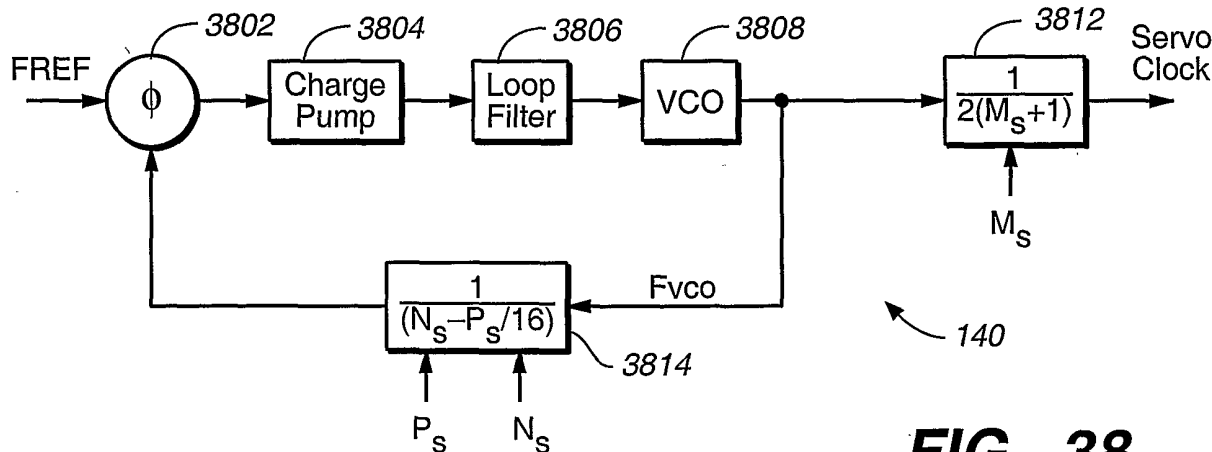 3802
3804
3806
3808
3812
Servo
Clock
FREF
ϕ
Charge
Pump
Loop
Filter
VCO
1
2(Ms+1)
Ms
1
(Ns–Ps/16)
Fvco
3814
140
Ps
Ns
FIG._38